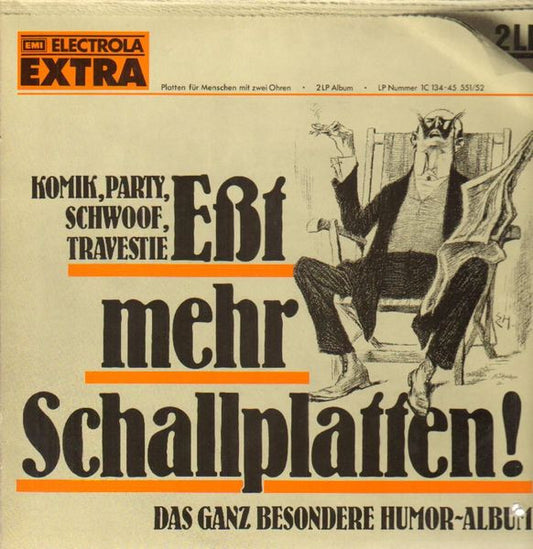 EMI ELECTROLA
EXTRA
2LP
Platten für Menschen mit zwei Ohren · 2LP Album · LP Nummer 1C 134-45 551/52
KOMIK, PARTY,
SCHWOOF,
TRAVESTIE
Eßt
mehr
Schallplatten!
DAS GANZ BESONDERE HUMOR-ALBUM